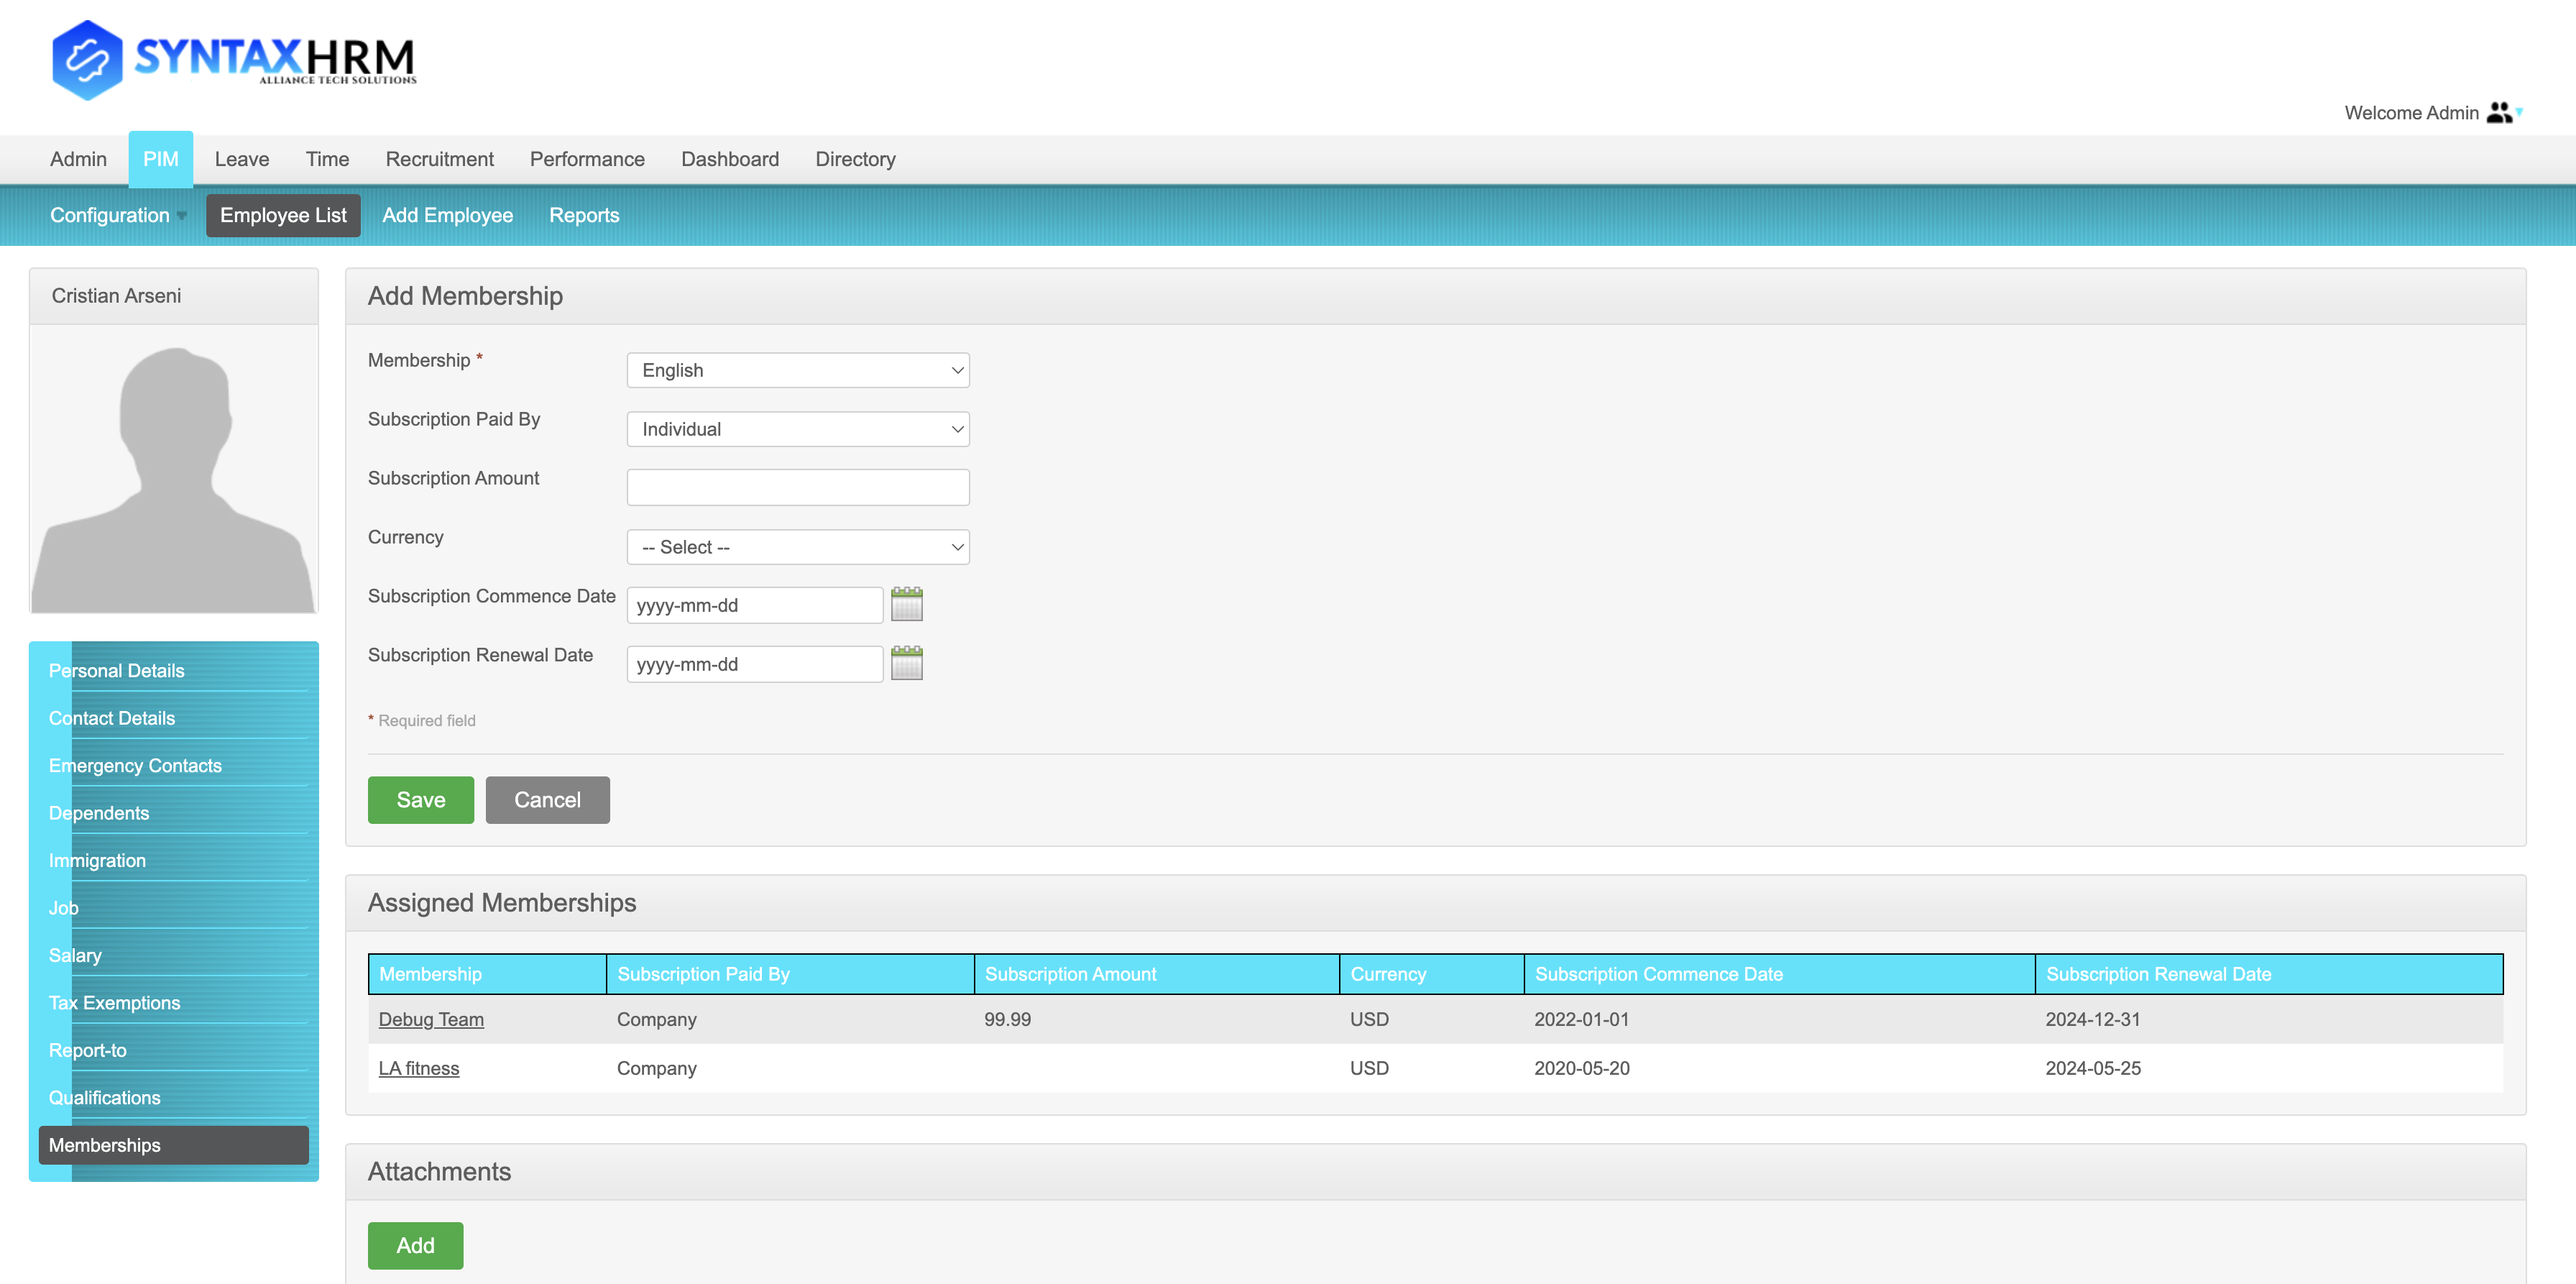 SYNTAXHRM
ALLIANCE TECH SOLUTIONS
Welcome Admin
Admin PIM Leave Time Recruitment Performance Dashboard Directory
Configuration Employee List Add Employee Reports
Cristian Arseni
Personal Details
Contact Details
Emergency Contacts
Dependents
Immigration
Job
Salary
Tax Exemptions
Report-to
Qualifications
Memberships
Add Membership
Membership * English
Subscription Paid By Individual
Subscription Amount
Currency -- Select --
Subscription Commence Date yyyy-mm-dd
Subscription Renewal Date yyyy-mm-dd
* Required field
Save Cancel
Assigned Memberships
Membership Subscription Paid By Subscription Amount Currency Subscription Commence Date Subscription Renewal Date
Debug Team Company 99.99 USD 2022-01-01 2024-12-31
LA fitness Company USD 2020-05-20 2024-05-25
Attachments
Add